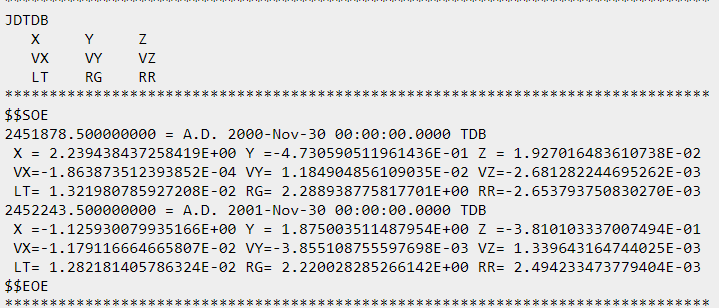 *******************************************************************************
JDTDB
   X     Y     Z
   VX    VY    VZ
   LT    RG    RR
*******************************************************************************
$$SOE
2451878.500000000 = A.D. 2000-Nov-30 00:00:00.0000 TDB
 X = 2.239438437258419E+00 Y =-4.730590511961436E-01 Z = 1.927016483610738E-02
 VX=-1.863873512393852E-04 VY= 1.184904856109035E-02 VZ=-2.681282244695262E-03
 LT= 1.321980785927208E-02 RG= 2.288938775817701E+00 RR=-2.653793750830270E-03
2452243.500000000 = A.D. 2001-Nov-30 00:00:00.0000 TDB
 X =-1.125930079935166E+00 Y = 1.875003511487954E+00 Z =-3.810103337007494E-01
 VX=-1.179116664665807E-02 VY=-3.855108755597698E-03 VZ= 1.339643164744025E-03
 LT= 1.282181405786324E-02 RG= 2.220028285266142E+00 RR= 2.494233473779404E-03
$$EOE
*******************************************************************************